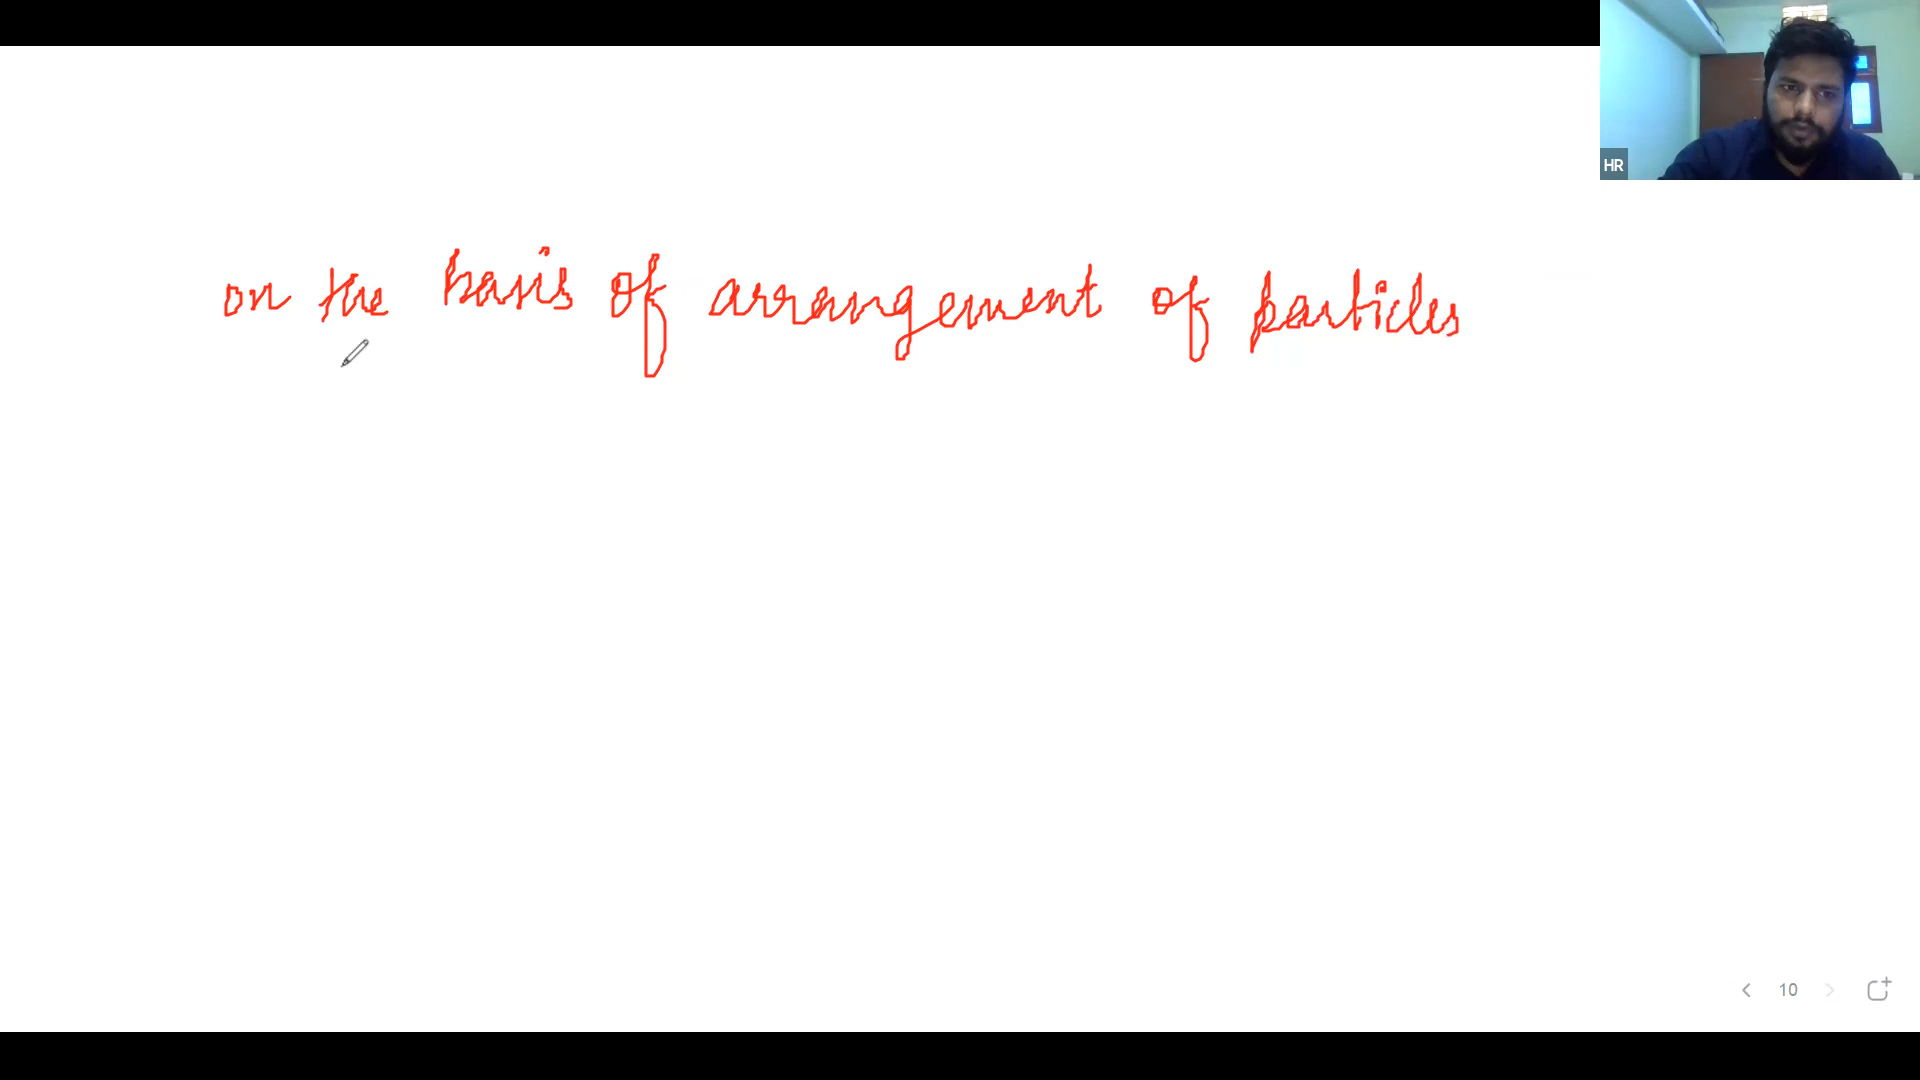 HR
on the basis of arrangement of particles
10